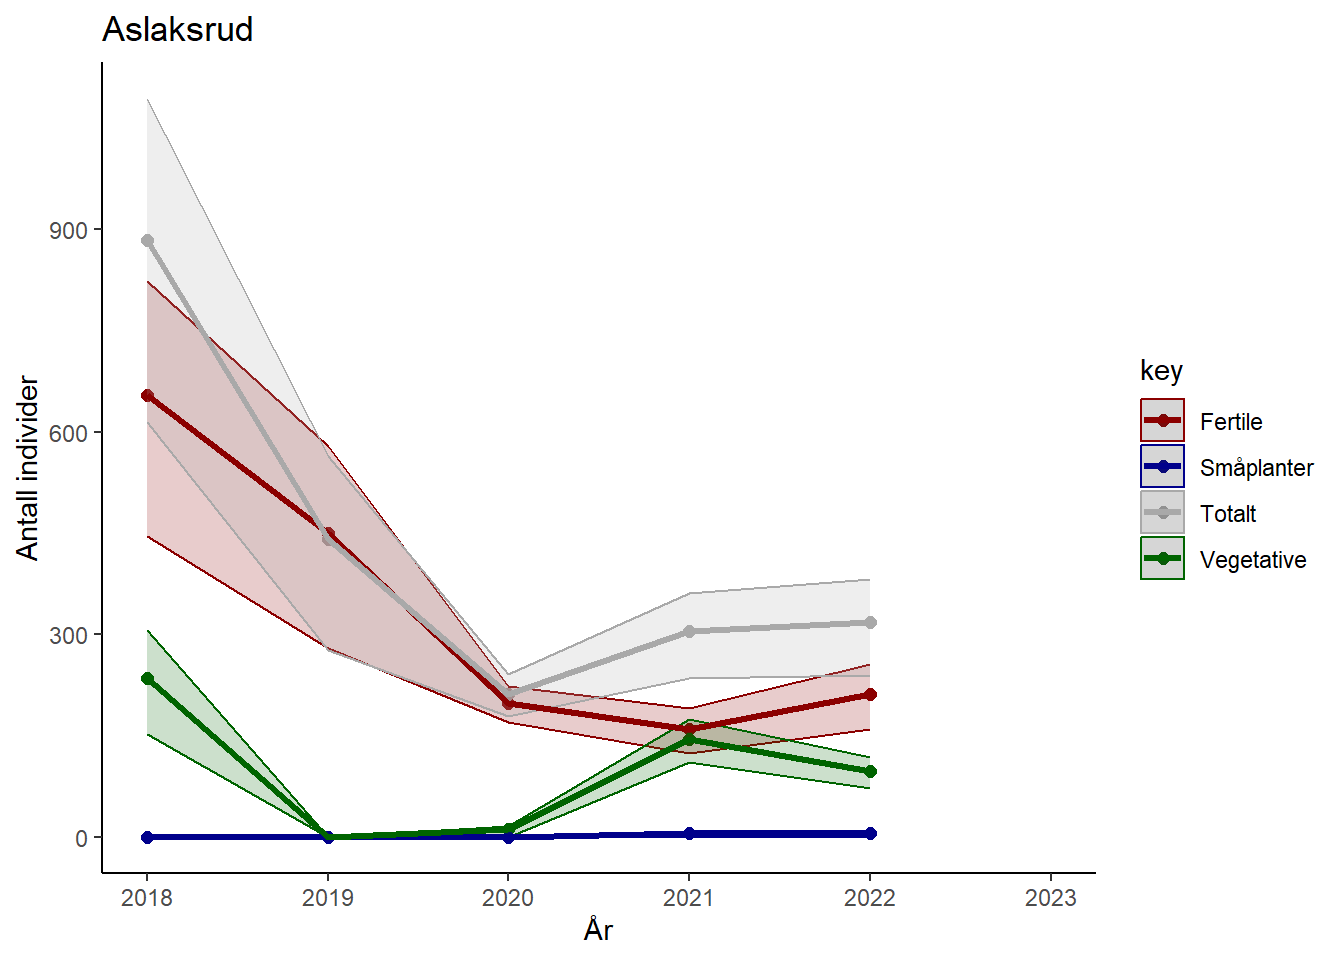 Aslaksrud
Antall individer
900
600
300
0
2018 2019 2020 2021 2022 2023
År
key
Fertile
Småplanter
Totalt
Vegetative